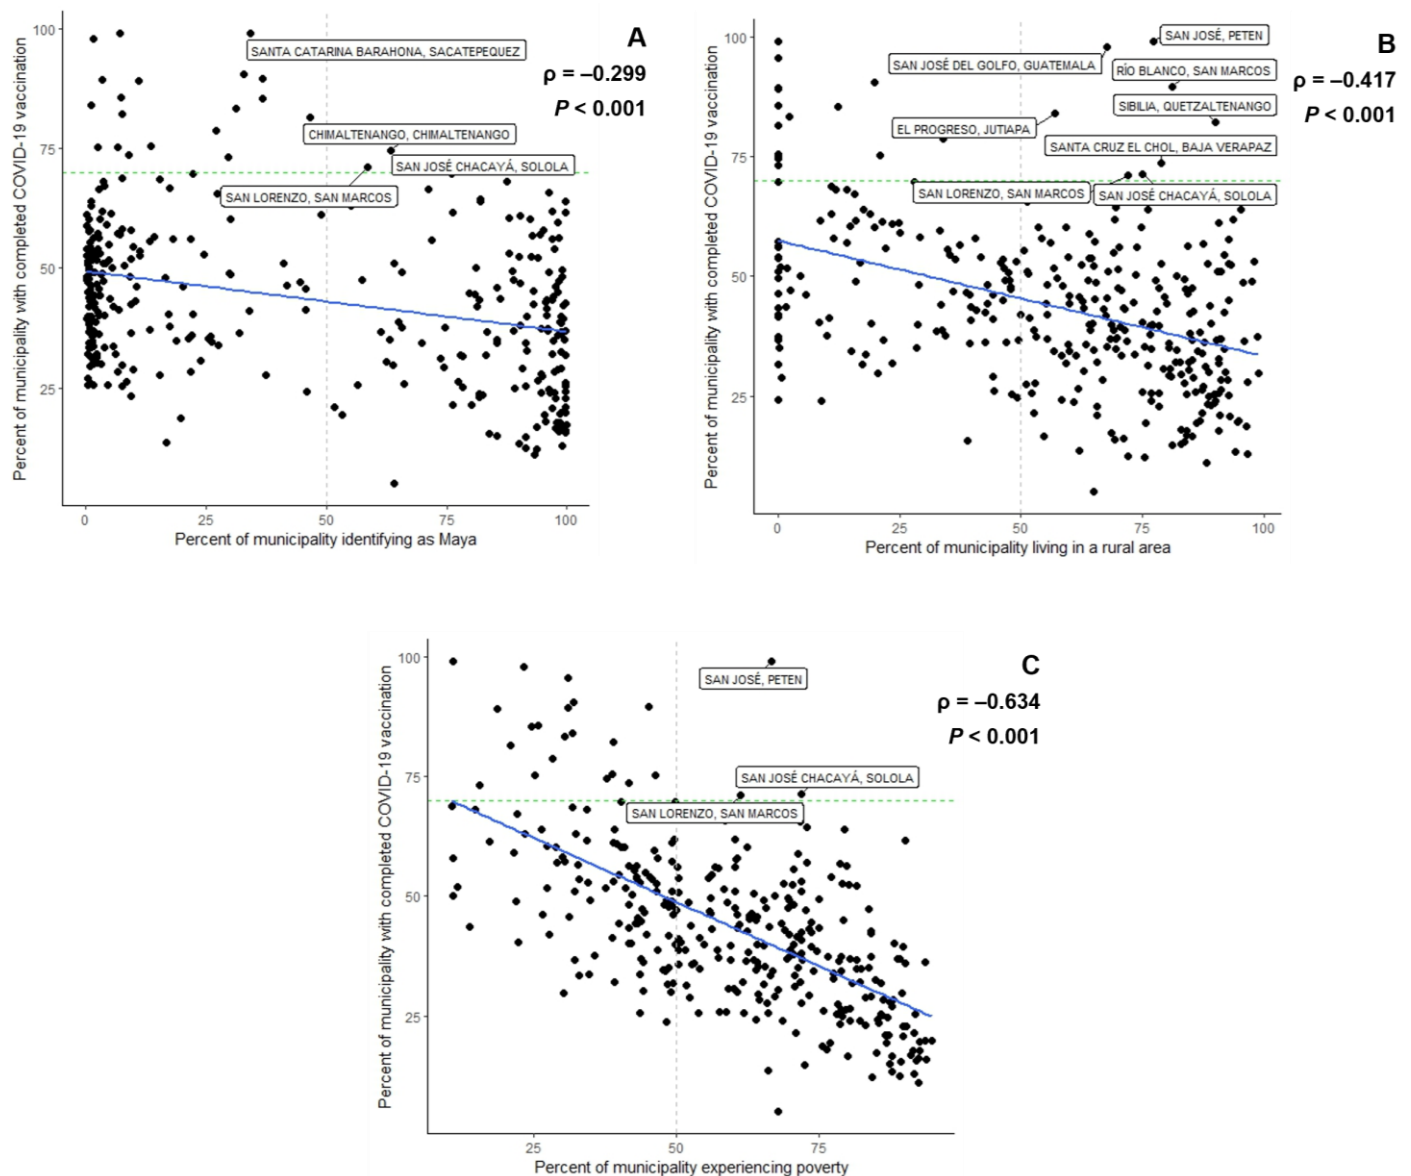 A
ρ = –0.299
P < 0.001
Percent of municipality with completed COVID-19 vaccination
100
75
50
25
SANTA CATARINA BARAHONA, SACATEPEQUEZ
CHIMALTENANGO, CHIMALTENANGO
SAN JOSÉ CHACAYÁ, SOLOLA
SAN LORENZO, SAN MARCOS
0
25
50
75
100
Percent of municipality identifying as Maya
B
ρ = –0.417
P < 0.001
Percent of municipality with completed COVID-19 vaccination
100
75
50
25
SAN JOSÉ, PETEN
SAN JOSÉ DEL GOLFO, GUATEMALA
RÍO BLANCO, SAN MARCOS
SIBILIA, QUETZALTENANGO
EL PROGRESO, JUTIAPA
SANTA CRUZ EL CHOL, BAJA VERAPAZ
SAN LORENZO, SAN MARCOS
SAN JOSÉ CHACAYÁ, SOLOLA
0
25
50
75
100
Percent of municipality living in a rural area
C
ρ = –0.634
P < 0.001
Percent of municipality with completed COVID-19 vaccination
100
75
50
25
SAN JOSÉ, PETEN
SAN JOSÉ CHACAYÁ, SOLOLA
SAN LORENZO, SAN MARCOS
25
50
75
Percent of municipality experiencing poverty